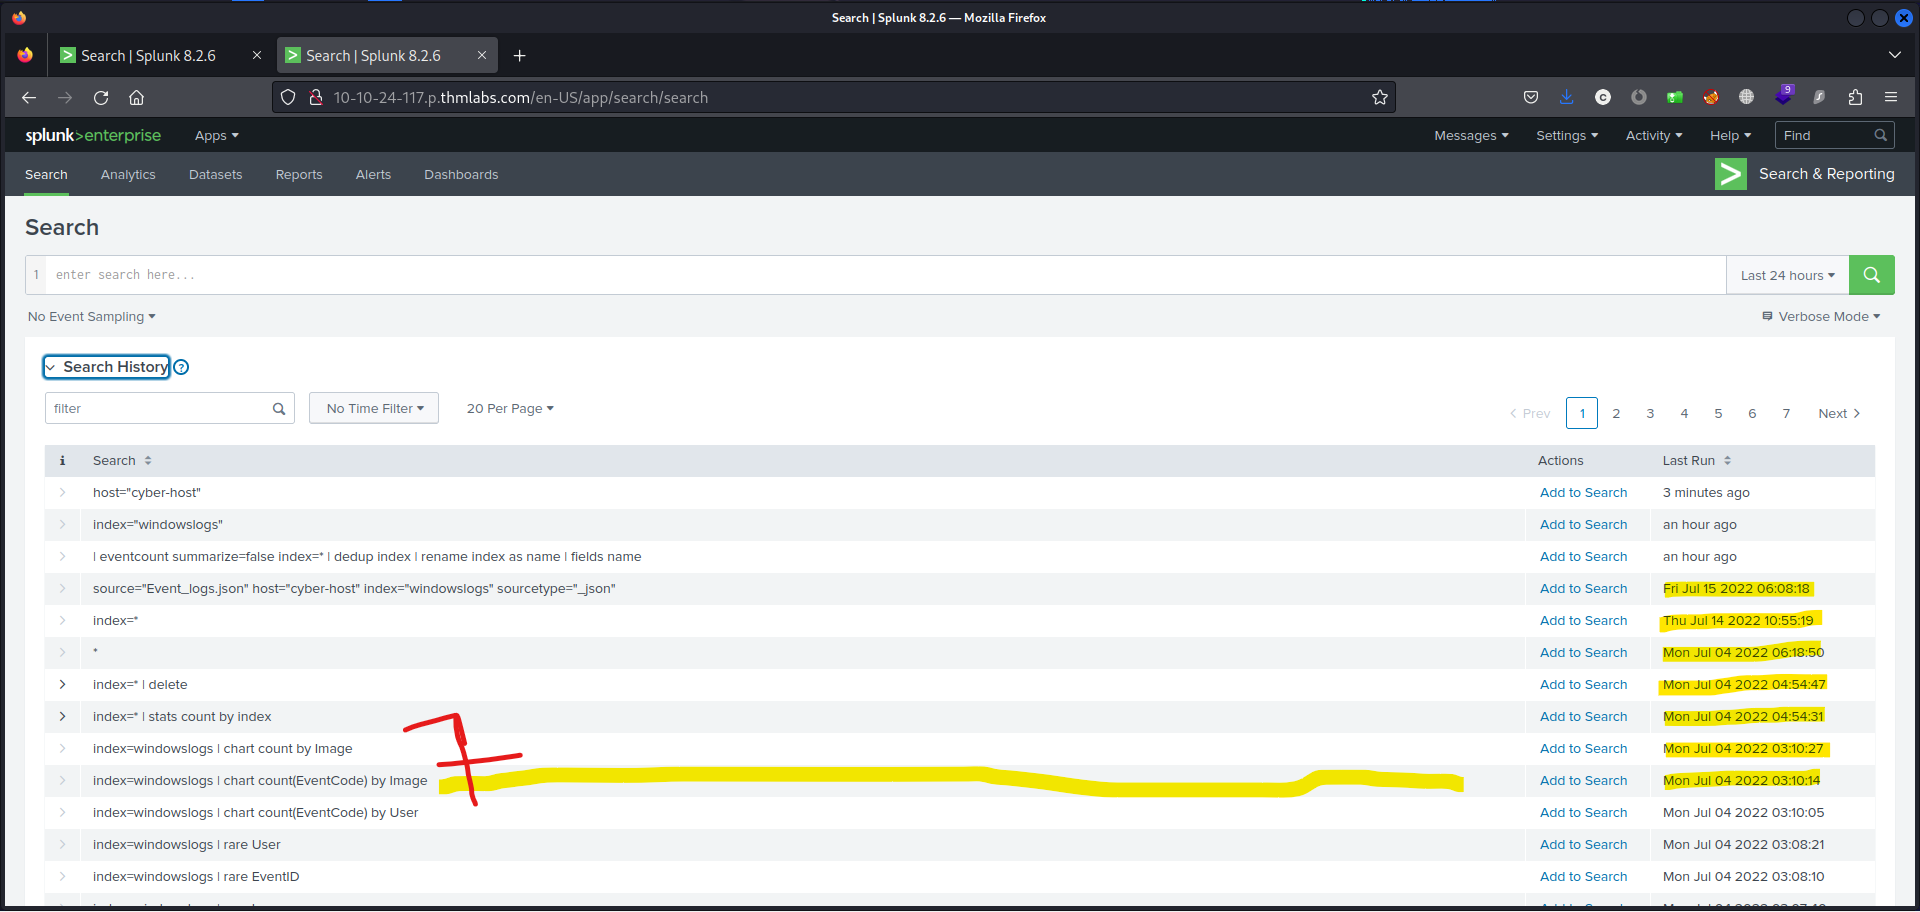 Search | Splunk 8.2.6 — Mozilla Firefox
Search | Splunk 8.2.6
Search | Splunk 8.2.6
10-10-24-117.p.thmlabs.com/en-US/app/search/search
9
splunk>enterprise Apps Messages Settings Activity Help Find
Search Analytics Datasets Reports Alerts Dashboards Search & Reporting
Search
1 enter search here... Last 24 hours
No Event Sampling Verbose Mode
Search History ?
filter No Time Filter 20 Per Page < Prev 1 2 3 4 5 6 7 Next >
i Search Actions Last Run
host="cyber-host" Add to Search 3 minutes ago
index="windowslogs" Add to Search an hour ago
| eventcount summarize=false index=* | dedup index | rename index as name | fields name Add to Search an hour ago
source="Event_logs.json" host="cyber-host" index="windowslogs" sourcetype="_json" Add to Search Fri Jul 15 2022 06:08:18
index=* Add to Search Thu Jul 14 2022 10:55:19
* Add to Search Mon Jul 04 2022 06:18:50
index=* | delete Add to Search Mon Jul 04 2022 04:54:47
index=* | stats count by index Add to Search Mon Jul 04 2022 04:54:31
7
index=windowslogs | chart count by Image Add to Search Mon Jul 04 2022 03:10:27
index=windowslogs | chart count(EventCode) by Image Add to Search Mon Jul 04 2022 03:10:14
index=windowslogs | chart count(EventCode) by User Add to Search Mon Jul 04 2022 03:10:05
index=windowslogs | rare User Add to Search Mon Jul 04 2022 03:08:21
index=windowslogs | rare EventID Add to Search Mon Jul 04 2022 03:08:10